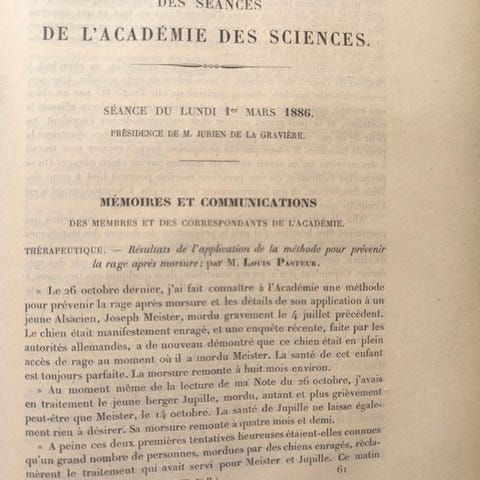 DES SÉANCES
DE L'ACADÉMIE DES SCIENCES.
SÉANCE DU LUNDI 1er MARS 1886.
PRÉSIDENCE DE M. JURIEN DE LA GRAVIÈRE.
MÉMOIRES ET COMMUNICATIONS
DES MEMBRES ET DES CORRESPONDANTS DE L'ACADÉMIE.
THÉRAPEUTIQUE. — Résultats de l'application de la méthode pour prévenir
la rage après morsure; par M. Louis Pasteur.
« Le 26 octobre dernier, j'ai fait connaître à l'Académie une méthode
pour prévenir la rage après morsure et les détails de son application à un
jeune Alsacien, Joseph Meister, mordu gravement le 4 juillet précédent.
Le chien était manifestement enragé, et une enquête récente, faite par les
autorités allemandes, a de nouveau démontré que ce chien était en plein
accès de rage au moment où il a mordu Meister. La santé de cet enfant
est toujours parfaite. La morsure remonte à huit mois environ.
» Au moment même de la lecture de ma Note du 26 octobre, j'avais
en traitement le jeune berger Jupille, mordu, autant et plus grièvement
peut-être que Meister, le 14 octobre. La santé de Jupille ne laisse égale-
ment rien à désirer. Sa morsure remonte à quatre mois et demi.
» A peine ces deux premières tentatives heureuses étaient-elles connues
qu'un grand nombre de personnes, mordues par des chiens enragés, récla-
mèrent le traitement qui avait servi pour Meister et Jupille. Ce matin
61